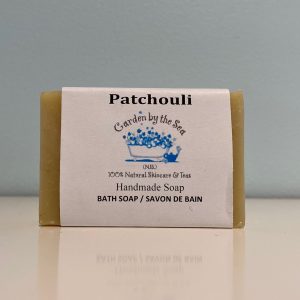 Patchouli
Garden by the Sea
(NB)
100% Natural Skincare & Teas
Handmade Soap
BATH SOAP / SAVON DE BAIN